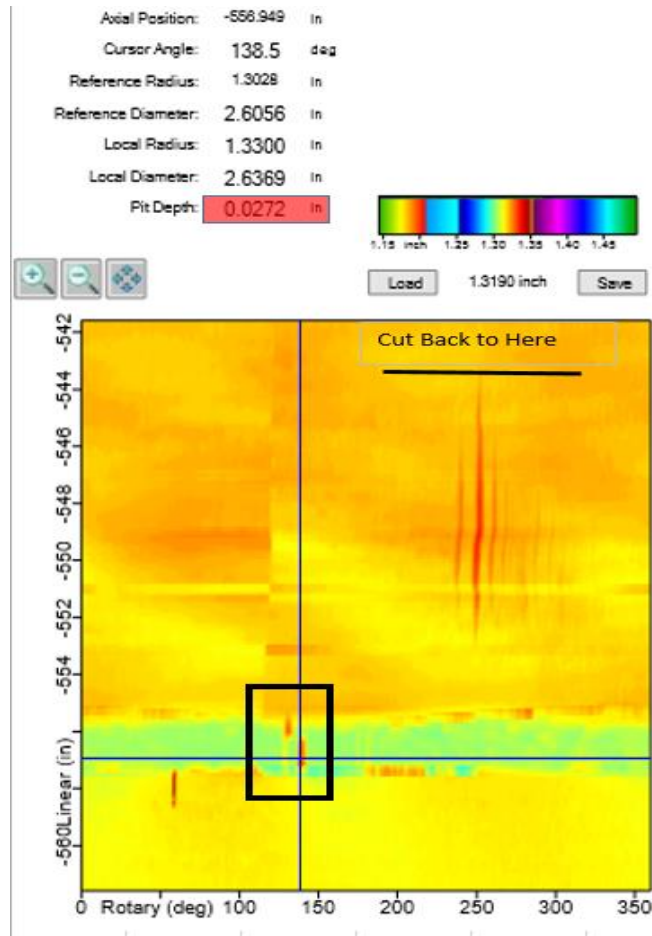 Axial Position: -556.949 in
Cursor Angle: 138.5 deg
Reference Radius: 1.3028 in
Reference Diameter: 2.6056 in
Local Radius: 1.3300 in
Local Diameter: 2.6369 in
Pit Depth: 0.0272 in
1.15 inch 1.25 1.30 1.35 1.40 1.45
Load 1.3190 inch Save
Cut Back to Here
-542
-544
-546
-548
-550
-552
-554
-560 Linear (in)
0 Rotary (deg) 100 150 200 250 300 350